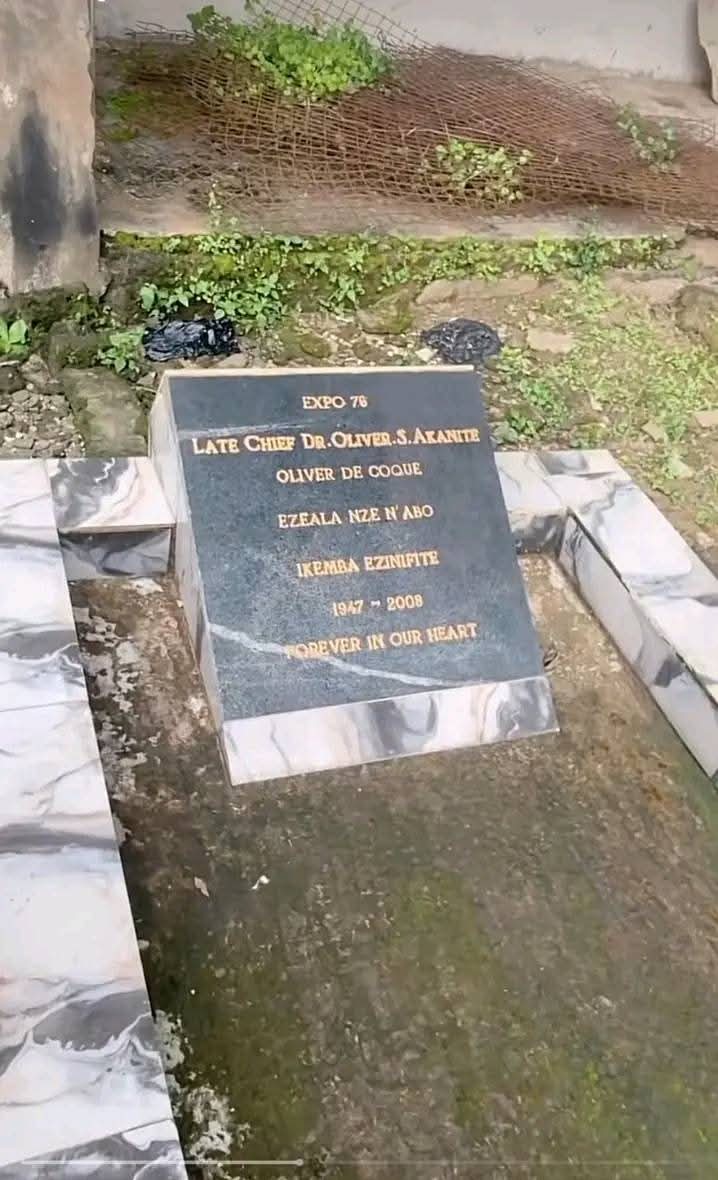 EXPO 76
LATE CHIEF DR.OLIVER.S.AKANITE
OLIVER DE COQUE
EZEALA NZE N'ABO
IKEMBA EZINIFITE
1947 ~ 2008
FOREVER IN OUR HEART